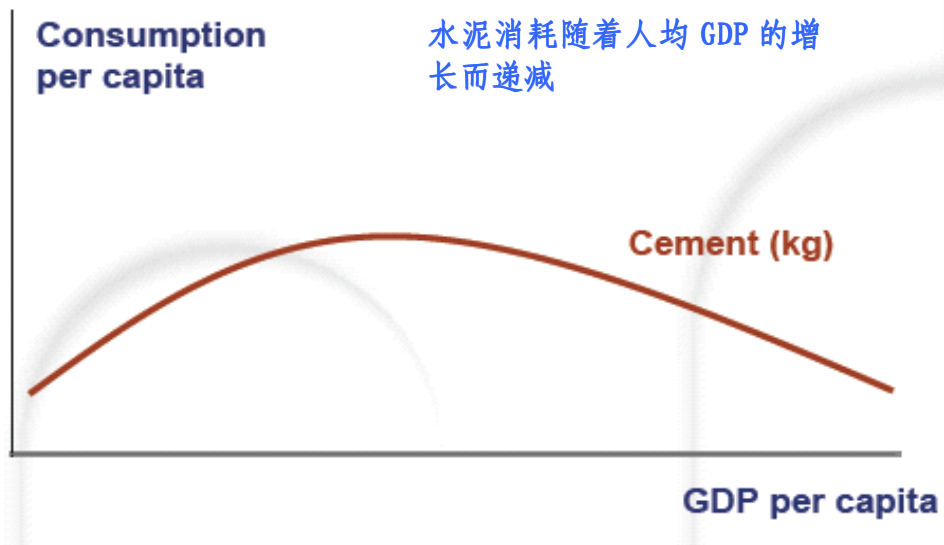 Consumption
per capita
水泥消耗随着人均 GDP 的增
长而递减
Cement (kg)
GDP per capita